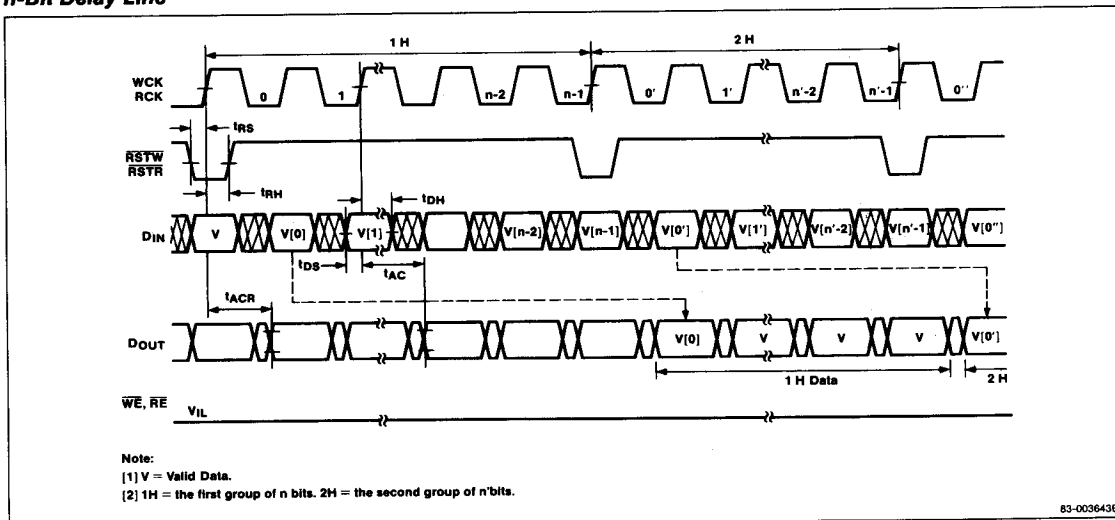 n-Bit Delay Line
1 H 2 H
WCK
RCK
0 1 n-2 n-1 0' 1' n'-2 n'-1 0''
tRS
RSTW
RSTR
tRH
tDH
DIN V V[0] V[1] V[n-2] V[n-1] V[0'] V[1'] V[n'-2] V[n'-1] V[0'']
tDS
tAC
tACR
DOUT V[0] V V V V[0']
1 H Data 2 H
WE, RE VIL
Note:
[1] V = Valid Data.
[2] 1H = the first group of n bits. 2H = the second group of n'bits.